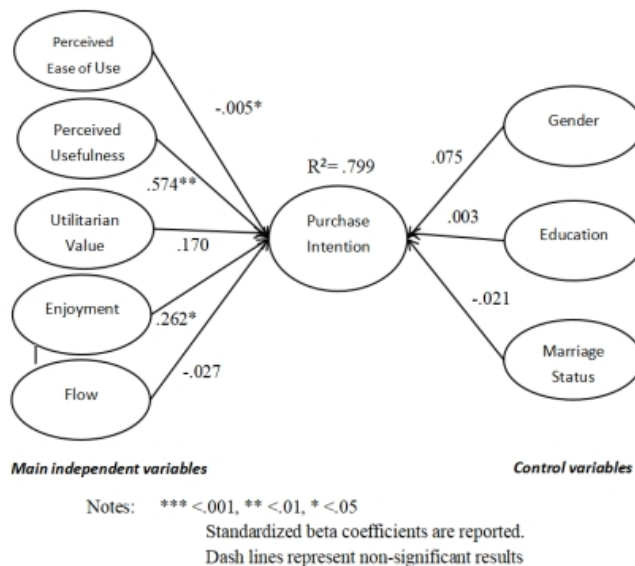 Perceived
Ease of Use
-.005*
Perceived
Usefulness
.574**
Utilitarian
Value
.170
Enjoyment
.262*
Flow
-.027
R²= .799
Purchase
Intention
Gender
.075
Education
.003
Marriage
Status
-.021
Main independent variables
Control variables
Notes: *** <.001, ** <.01, * <.05
Standardized beta coefficients are reported.
Dash lines represent non-significant results